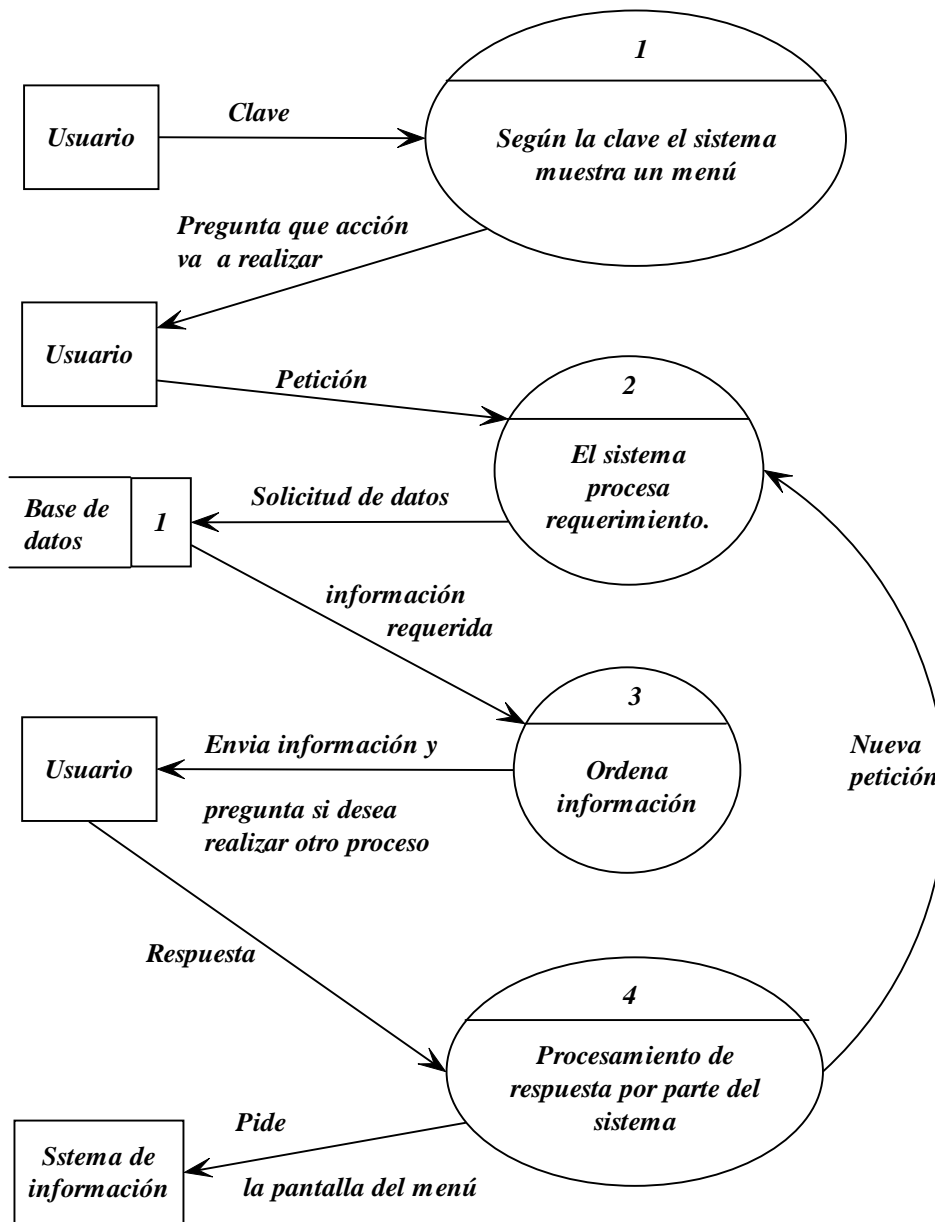 1
Usuario
Clave
Según la clave el sistema
muestra un menú
Pregunta que acción
va a realizar
Usuario
Petición
2
El sistema
procesa
requerimiento.
Base de
datos
1
Solicitud de datos
información
requerida
3
Ordena
información
Usuario
Envia información y
pregunta si desea
realizar otro proceso
Nueva
petición
Respuesta
4
Procesamiento de
respuesta por parte del
sistema
Pide
la pantalla del menú
Sstema de
información